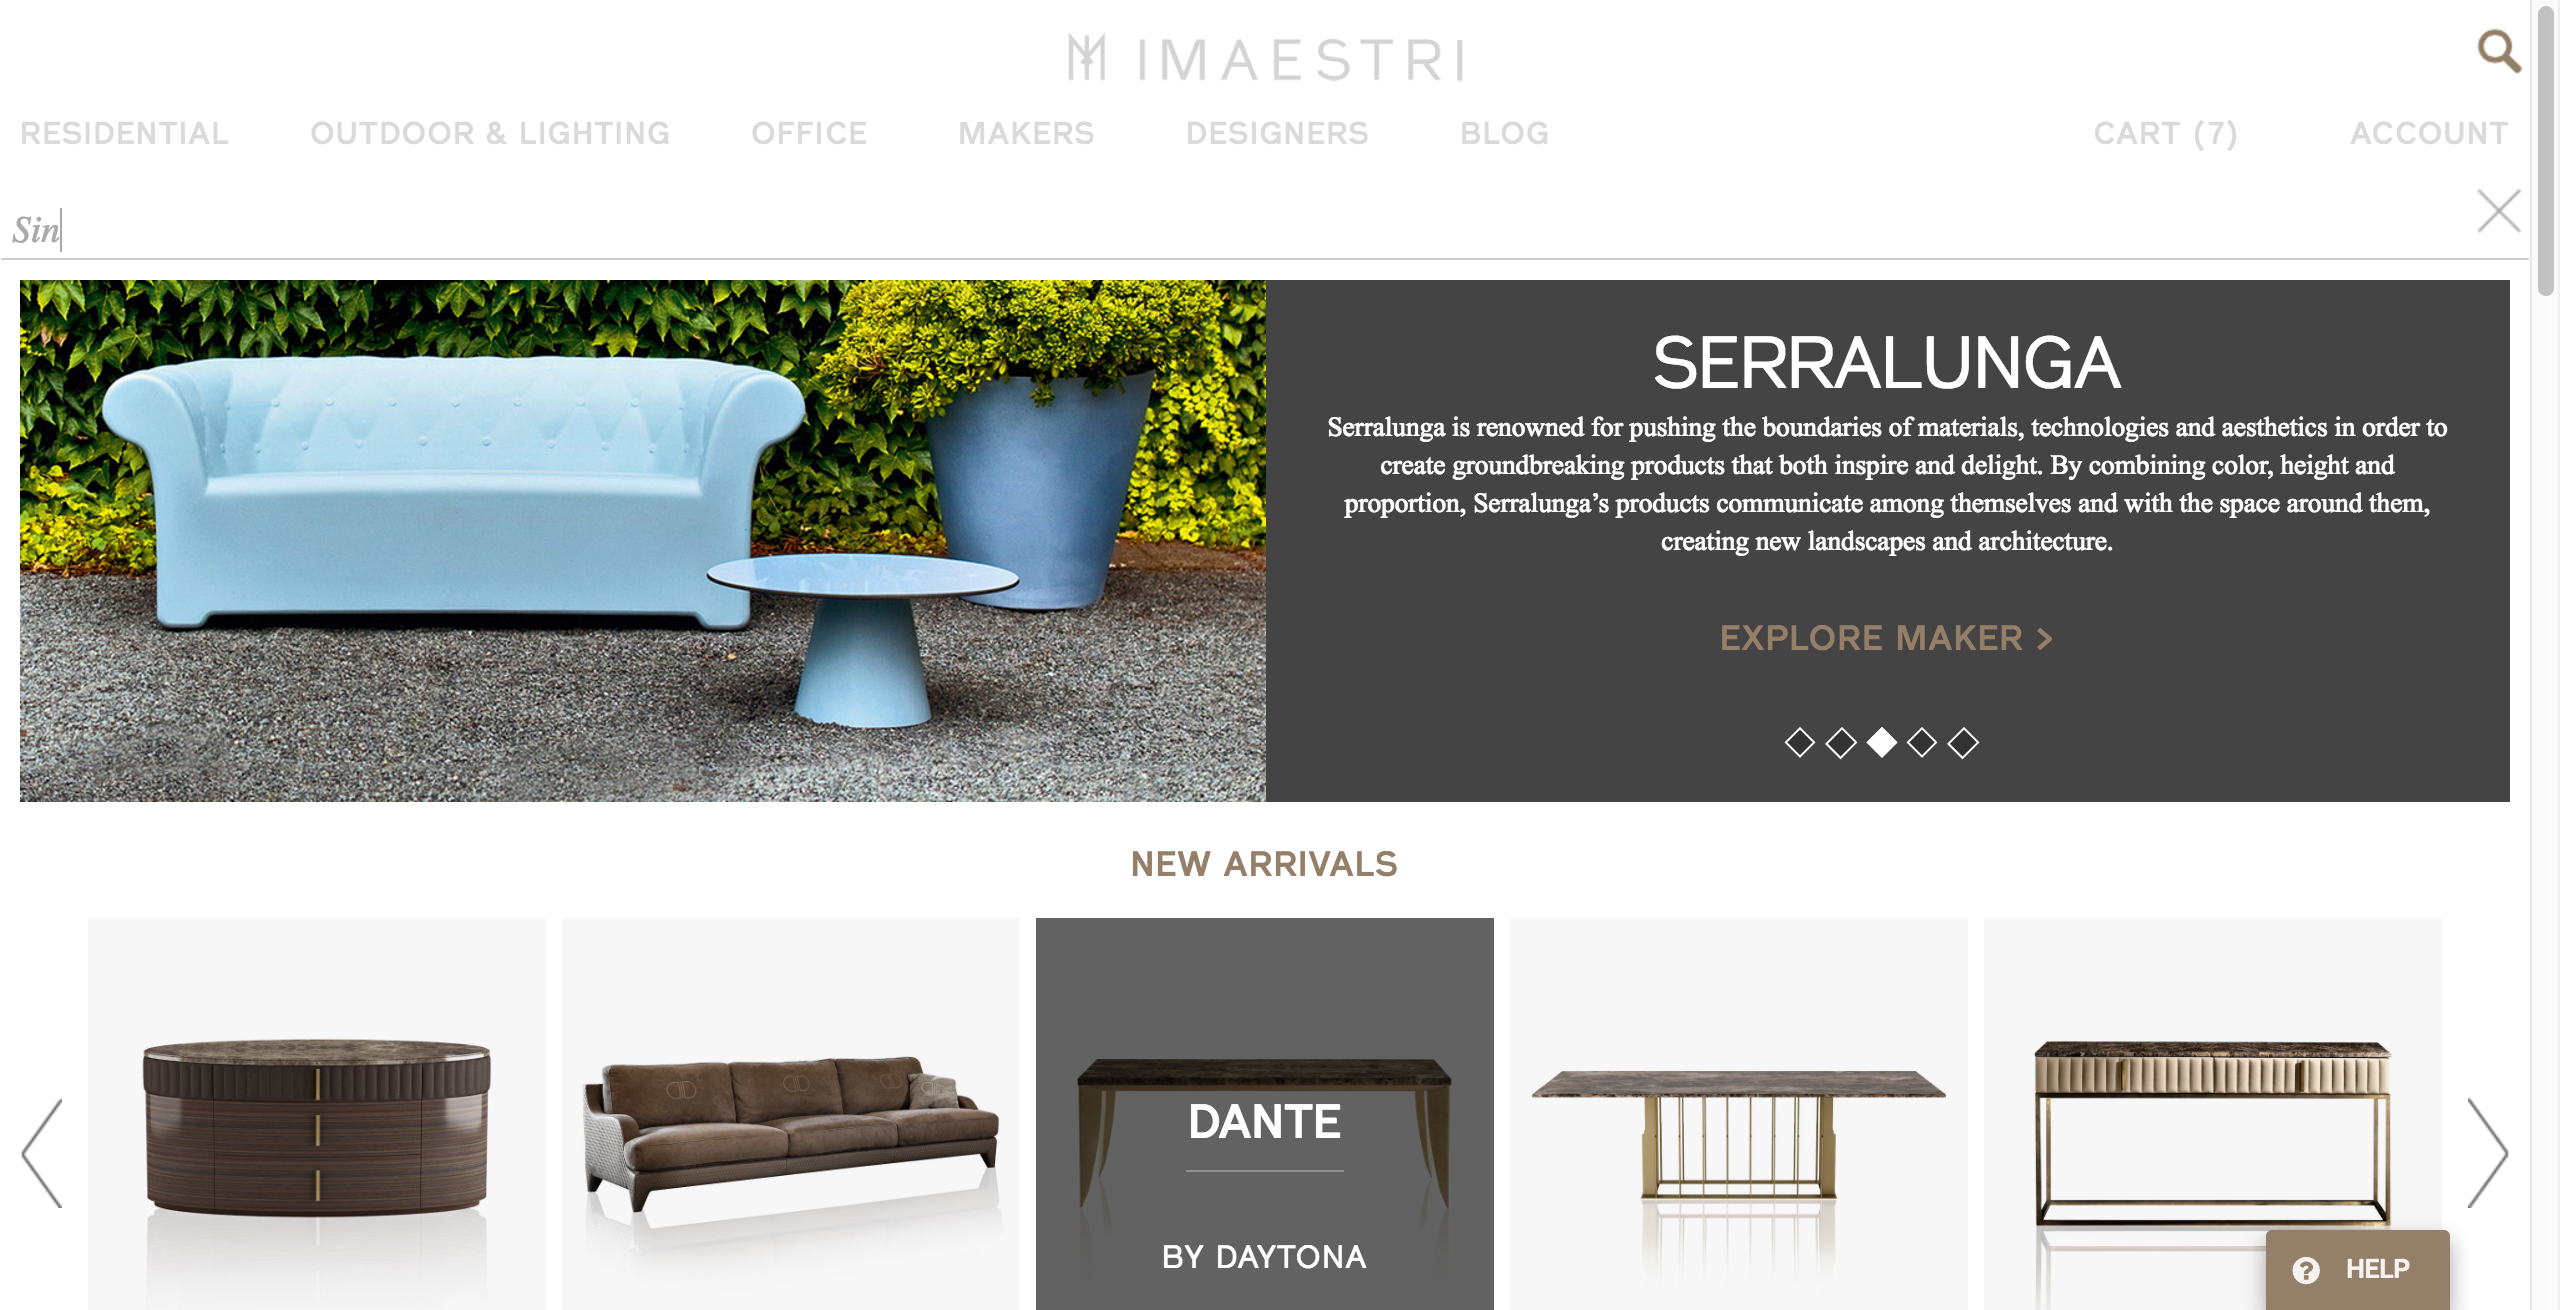 IMAESTRI
RESIDENTIAL OUTDOOR & LIGHTING OFFICE MAKERS DESIGNERS BLOG CART (7) ACCOUNT
Sin
SERRALUNGA
Serralunga is renowned for pushing the boundaries of materials, technologies and aesthetics in order to
create groundbreaking products that both inspire and delight. By combining color, height and
proportion, Serralunga’s products communicate among themselves and with the space around them,
creating new landscapes and architecture.
EXPLORE MAKER >
NEW ARRIVALS
DANTE
BY DAYTONA
? HELP